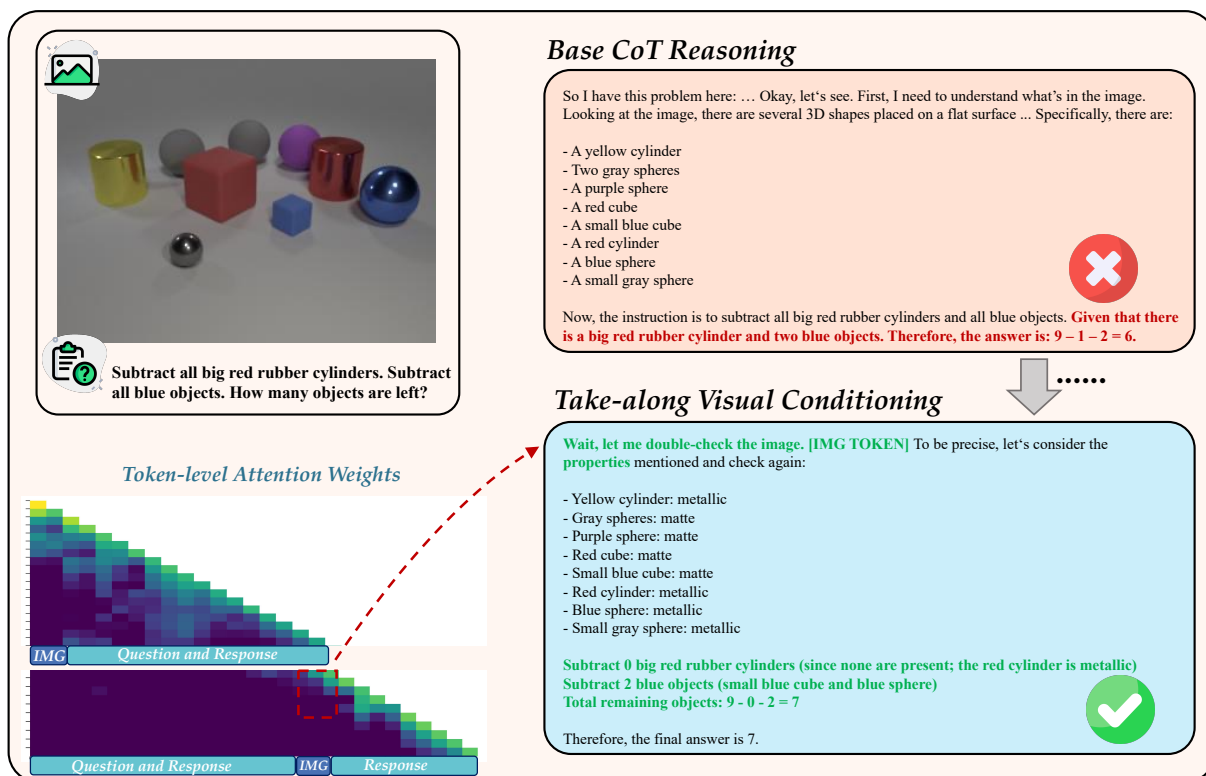 Base CoT Reasoning
So I have this problem here: … Okay, let‘s see. First, I need to understand what’s in the image.
Looking at the image, there are several 3D shapes placed on a flat surface ... Specifically, there are:
- A yellow cylinder
- Two gray spheres
- A purple sphere
- A red cube
- A small blue cube
- A red cylinder
- A blue sphere
- A small gray sphere
Now, the instruction is to subtract all big red rubber cylinders and all blue objects. Given that there
is a big red rubber cylinder and two blue objects. Therefore, the answer is: 9 – 1 – 2 = 6.
Subtract all big red rubber cylinders. Subtract
all blue objects. How many objects are left?
......
Take-along Visual Conditioning
Wait, let me double-check the image. [IMG TOKEN] To be precise, let‘s consider the
properties mentioned and check again:
- Yellow cylinder: metallic
- Gray spheres: matte
- Purple sphere: matte
- Red cube: matte
- Small blue cube: matte
- Red cylinder: metallic
- Blue sphere: metallic
- Small gray sphere: metallic
Subtract 0 big red rubber cylinders (since none are present; the red cylinder is metallic)
Subtract 2 blue objects (small blue cube and blue sphere)
Total remaining objects: 9 - 0 - 2 = 7
Therefore, the final answer is 7.
Token-level Attention Weights
IMG Question and Response
Question and Response IMG Response